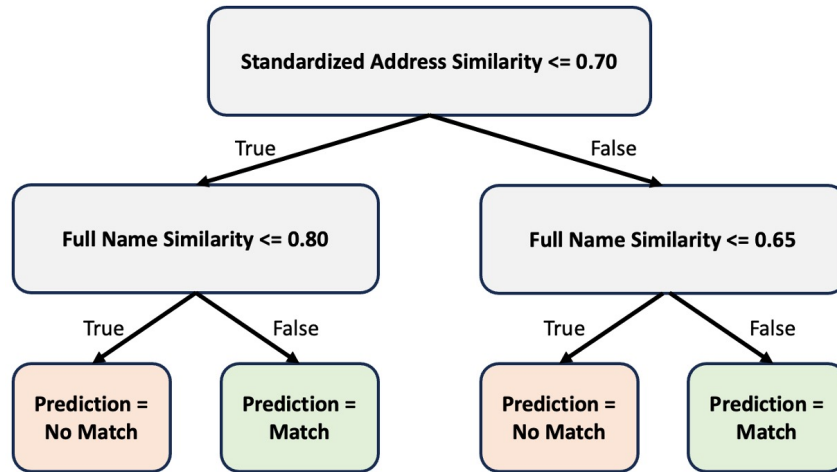 Standardized Address Similarity <= 0.70
True
False
Full Name Similarity <= 0.80
Full Name Similarity <= 0.65
True
False
True
False
Prediction =
No Match
Prediction =
Match
Prediction =
No Match
Prediction =
Match